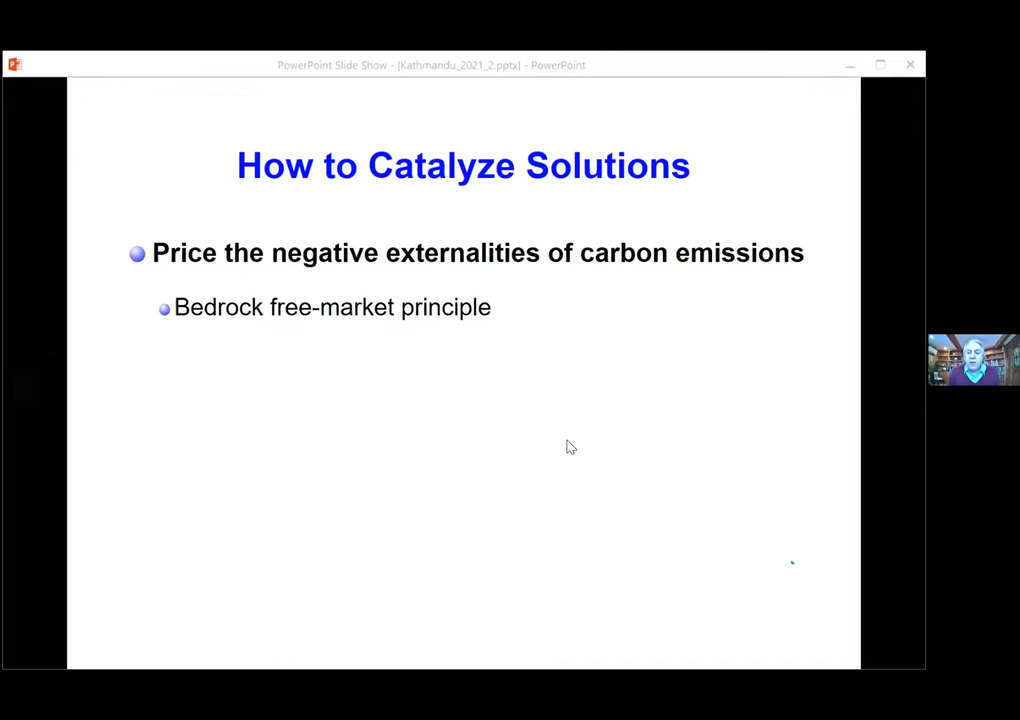 PowerPoint Slide Show - [Kathmandu_2021_2.pptx] - PowerPoint
How to Catalyze Solutions
Price the negative externalities of carbon emissions
Bedrock free-market principle